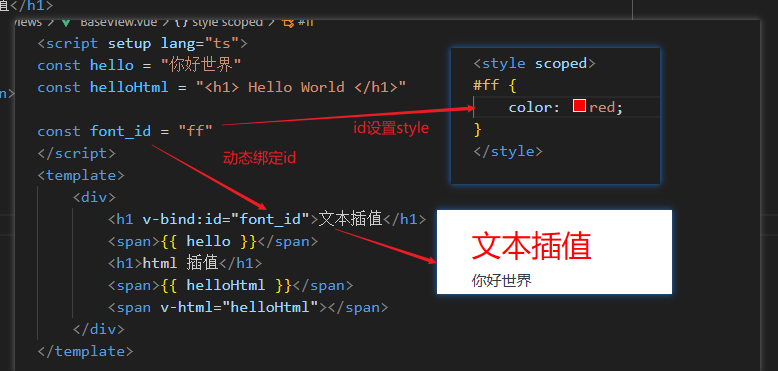 值</h1>
views > BaseView.vue > {} style scoped > #ff
<script setup lang="ts">
const hello = "你好世界"
const helloHtml = "<h1> Hello World </h1>"
an>
const font_id = "ff"
</script>
<template>
<div>
<h1 v-bind:id="font_id">文本插值</h1>
<span>{{ hello }}</span>
<h1>html 插值</h1>
<span>{{ helloHtml }}</span>
<span v-html="helloHtml"></span>
</div>
</template>
<style scoped>
#ff {
color: red;
}
</style>
id设置style
动态绑定id
文本插值
你好世界